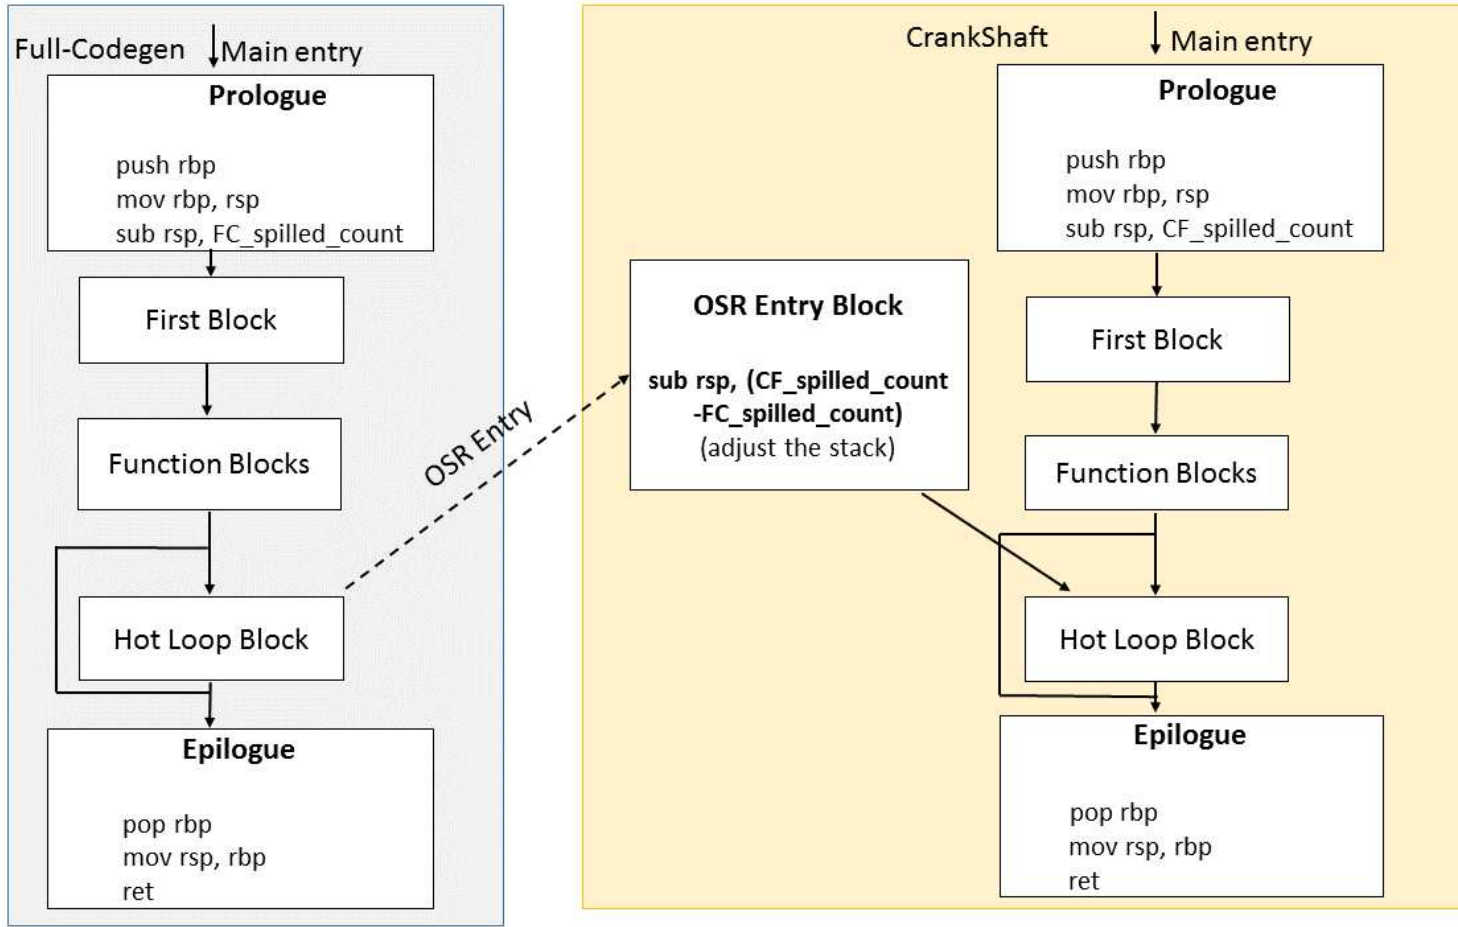 Full-Codegen
Main entry
Prologue
push rbp
mov rbp, rsp
sub rsp, FC_spilled_count
First Block
Function Blocks
Hot Loop Block
Epilogue
pop rbp
mov rsp, rbp
ret
OSR Entry
CrankShaft
Main entry
OSR Entry Block
sub rsp, (CF_spilled_count
-FC_spilled_count)
(adjust the stack)
Prologue
push rbp
mov rbp, rsp
sub rsp, CF_spilled_count
First Block
Function Blocks
Hot Loop Block
Epilogue
pop rbp
mov rsp, rbp
ret